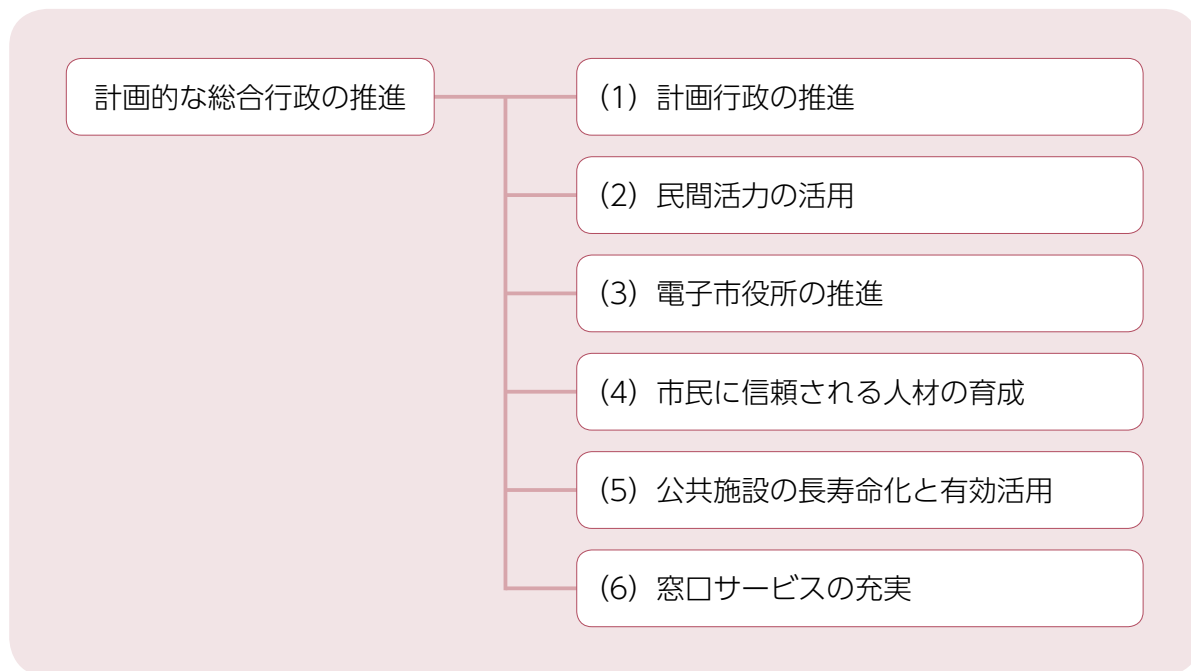 計画的な総合行政の推進
(1) 計画行政の推進
(2) 民間活力の活用
(3) 電子市役所の推進
(4) 市民に信頼される人材の育成
(5) 公共施設の長寿命化と有効活用
(6) 窓口サービスの充実